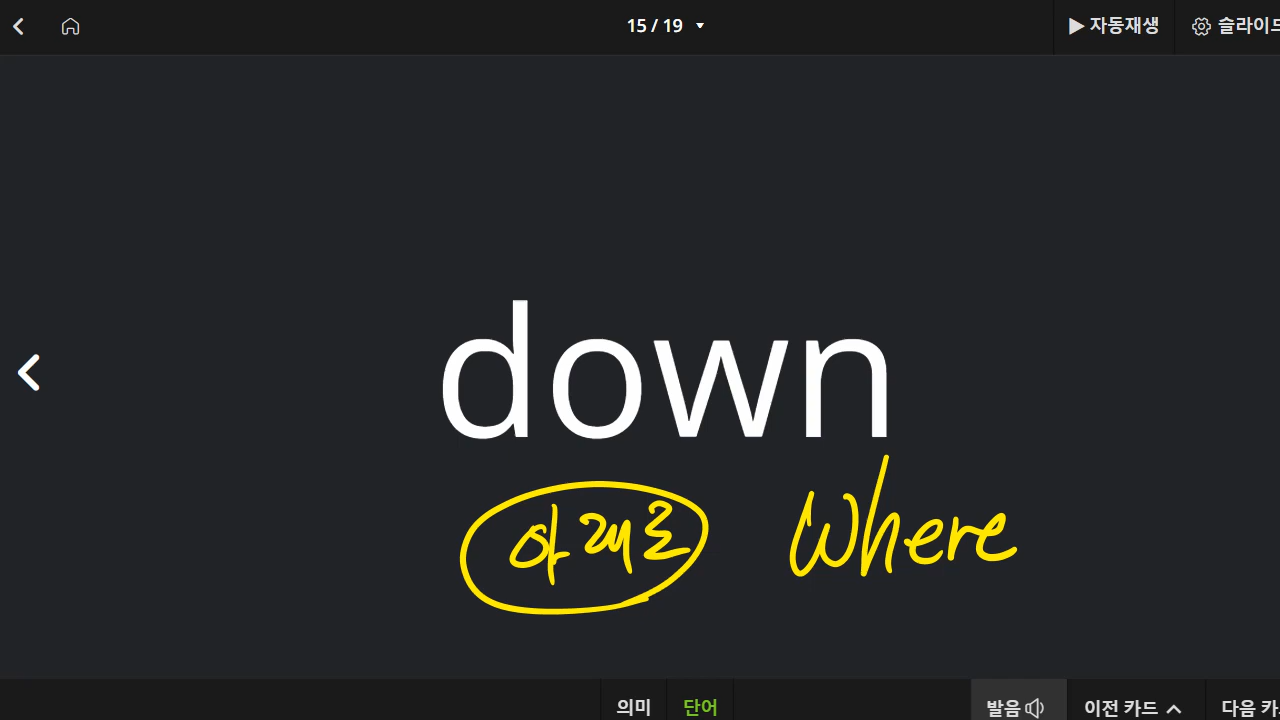 15 / 19
▶ 자동재생
슬라이드
down
아래로 Where
의미
단어
발음
이전 카드
다음 카